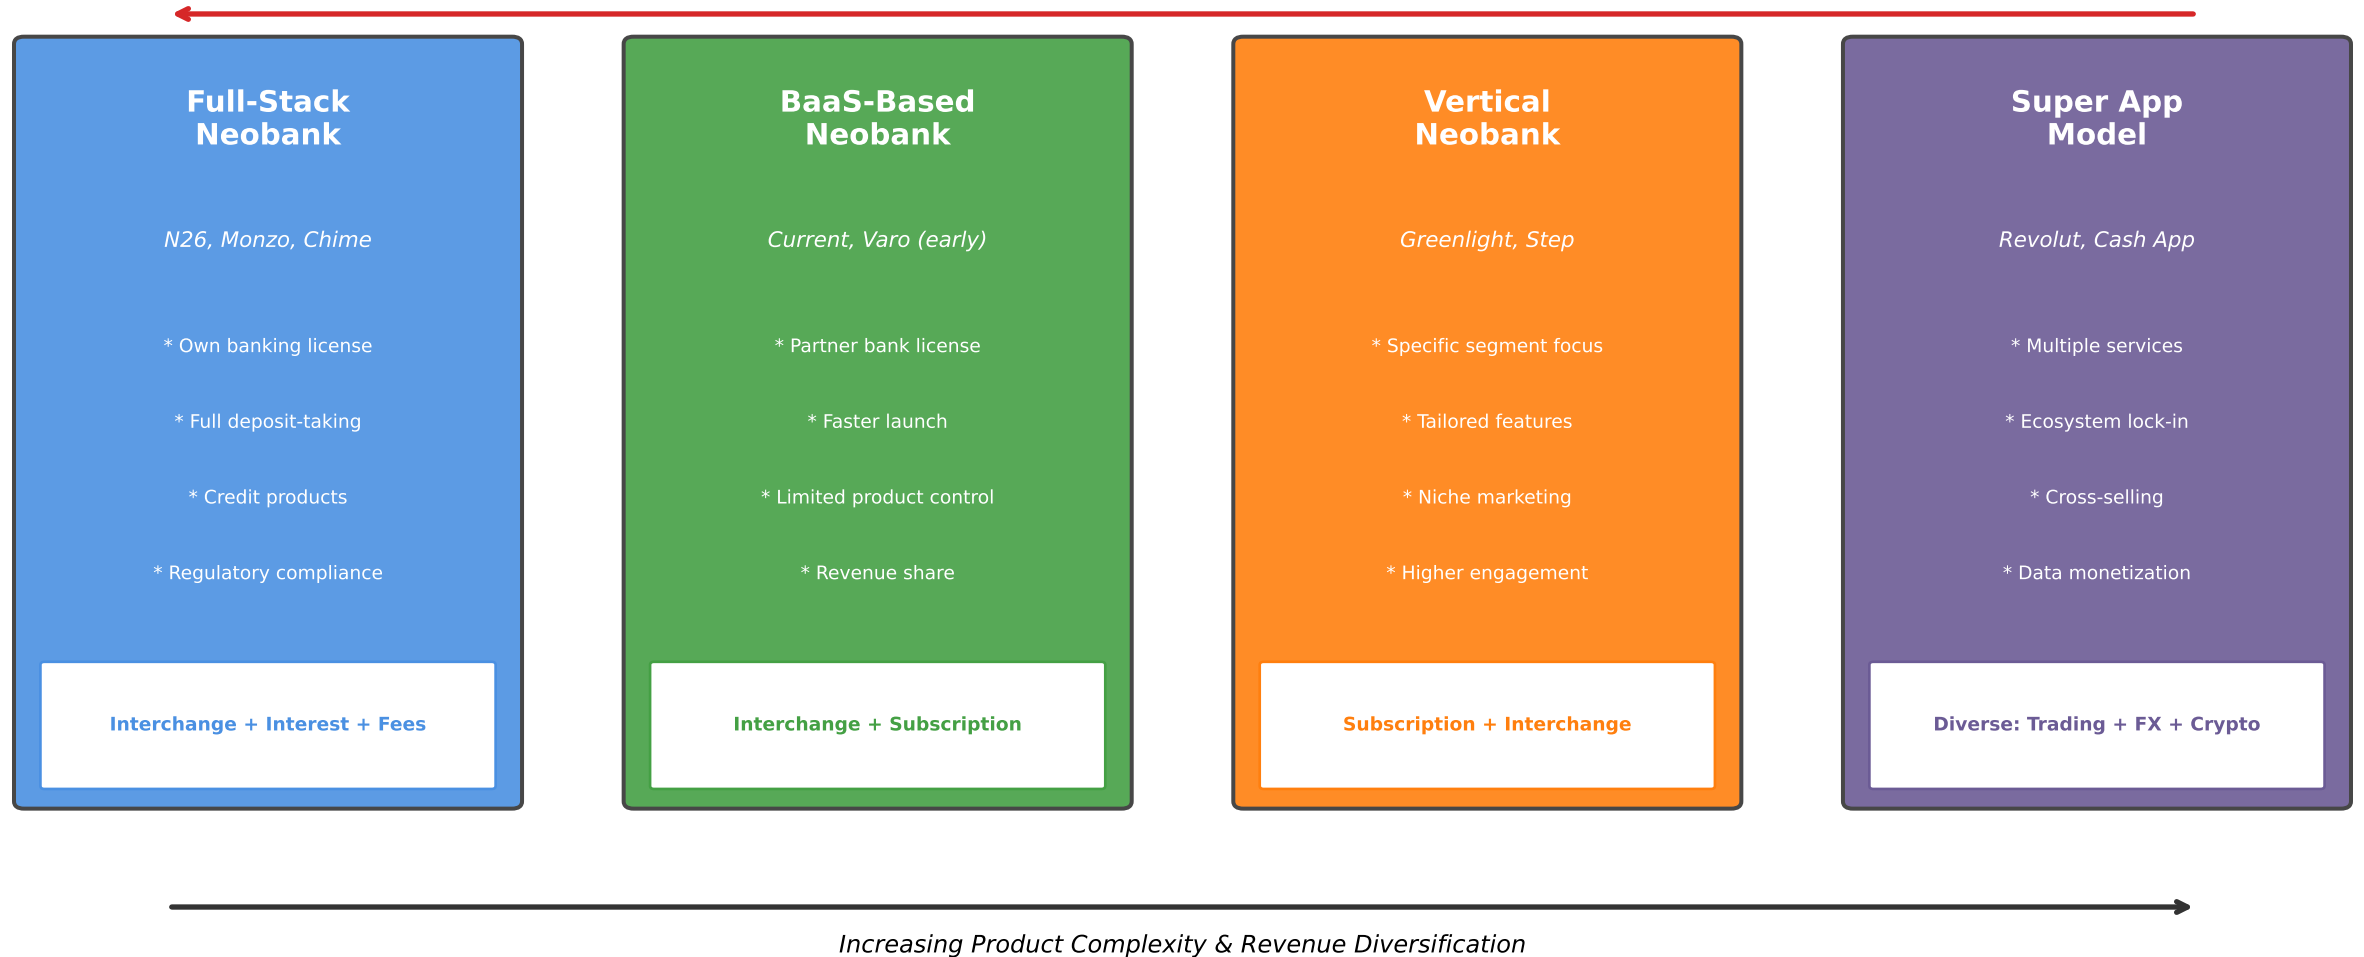 Full-Stack
Neobank
N26, Monzo, Chime
* Own banking license
* Full deposit-taking
* Credit products
* Regulatory compliance
Interchange + Interest + Fees
BaaS-Based
Neobank
Current, Varo (early)
* Partner bank license
* Faster launch
* Limited product control
* Revenue share
Interchange + Subscription
Vertical
Neobank
Greenlight, Step
* Specific segment focus
* Tailored features
* Niche marketing
* Higher engagement
Subscription + Interchange
Super App
Model
Revolut, Cash App
* Multiple services
* Ecosystem lock-in
* Cross-selling
* Data monetization
Diverse: Trading + FX + Crypto
Increasing Product Complexity & Revenue Diversification